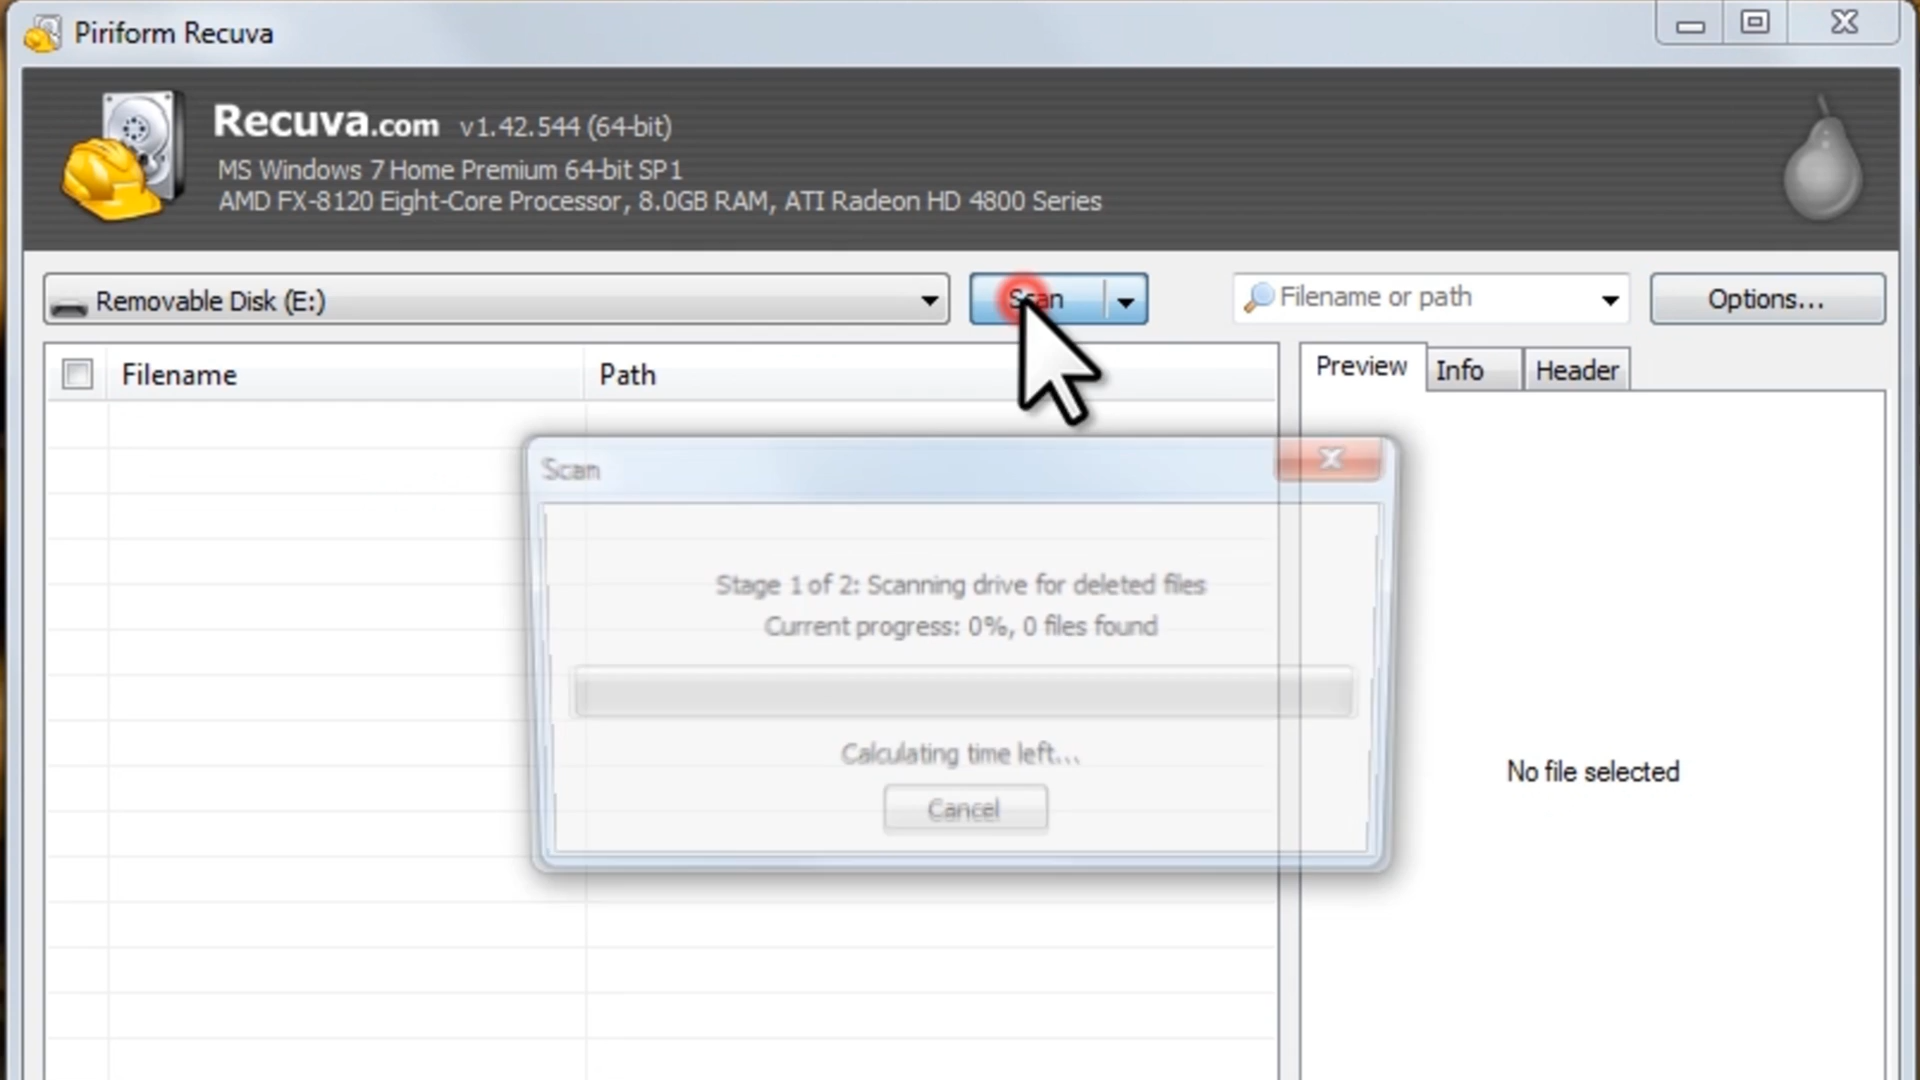 Piriform Recuva
Recuva.com v1.42.544 (64-bit)
MS Windows 7 Home Premium 64-bit SP1
AMD FX-8120 Eight-Core Processor, 8.0GB RAM, ATI Radeon HD 4800 Series
Removable Disk (E:)
Scan
Filename or path
Options...
Filename
Path
Preview
Info
Header
Scan
Stage 1 of 2: Scanning drive for deleted files
Current progress: 0%, 0 files found
Calculating time left...
Cancel
No file selected